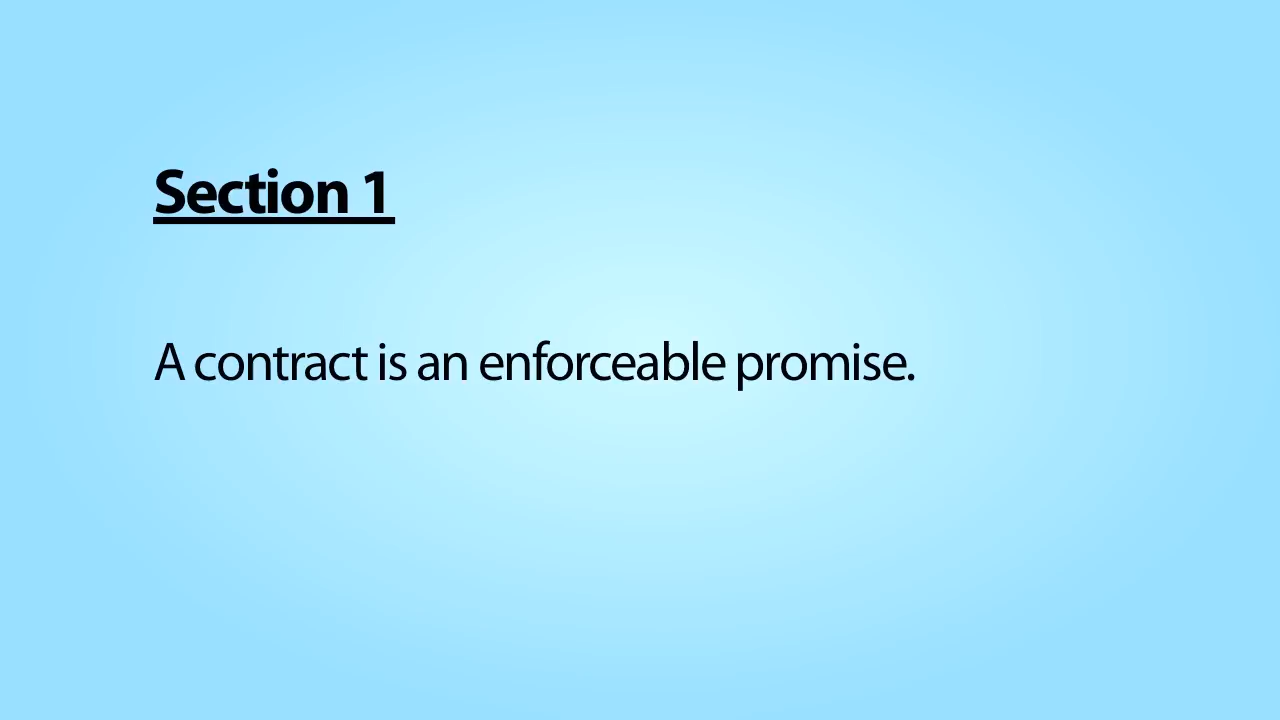 Section 1
A contract is an enforceable promise.